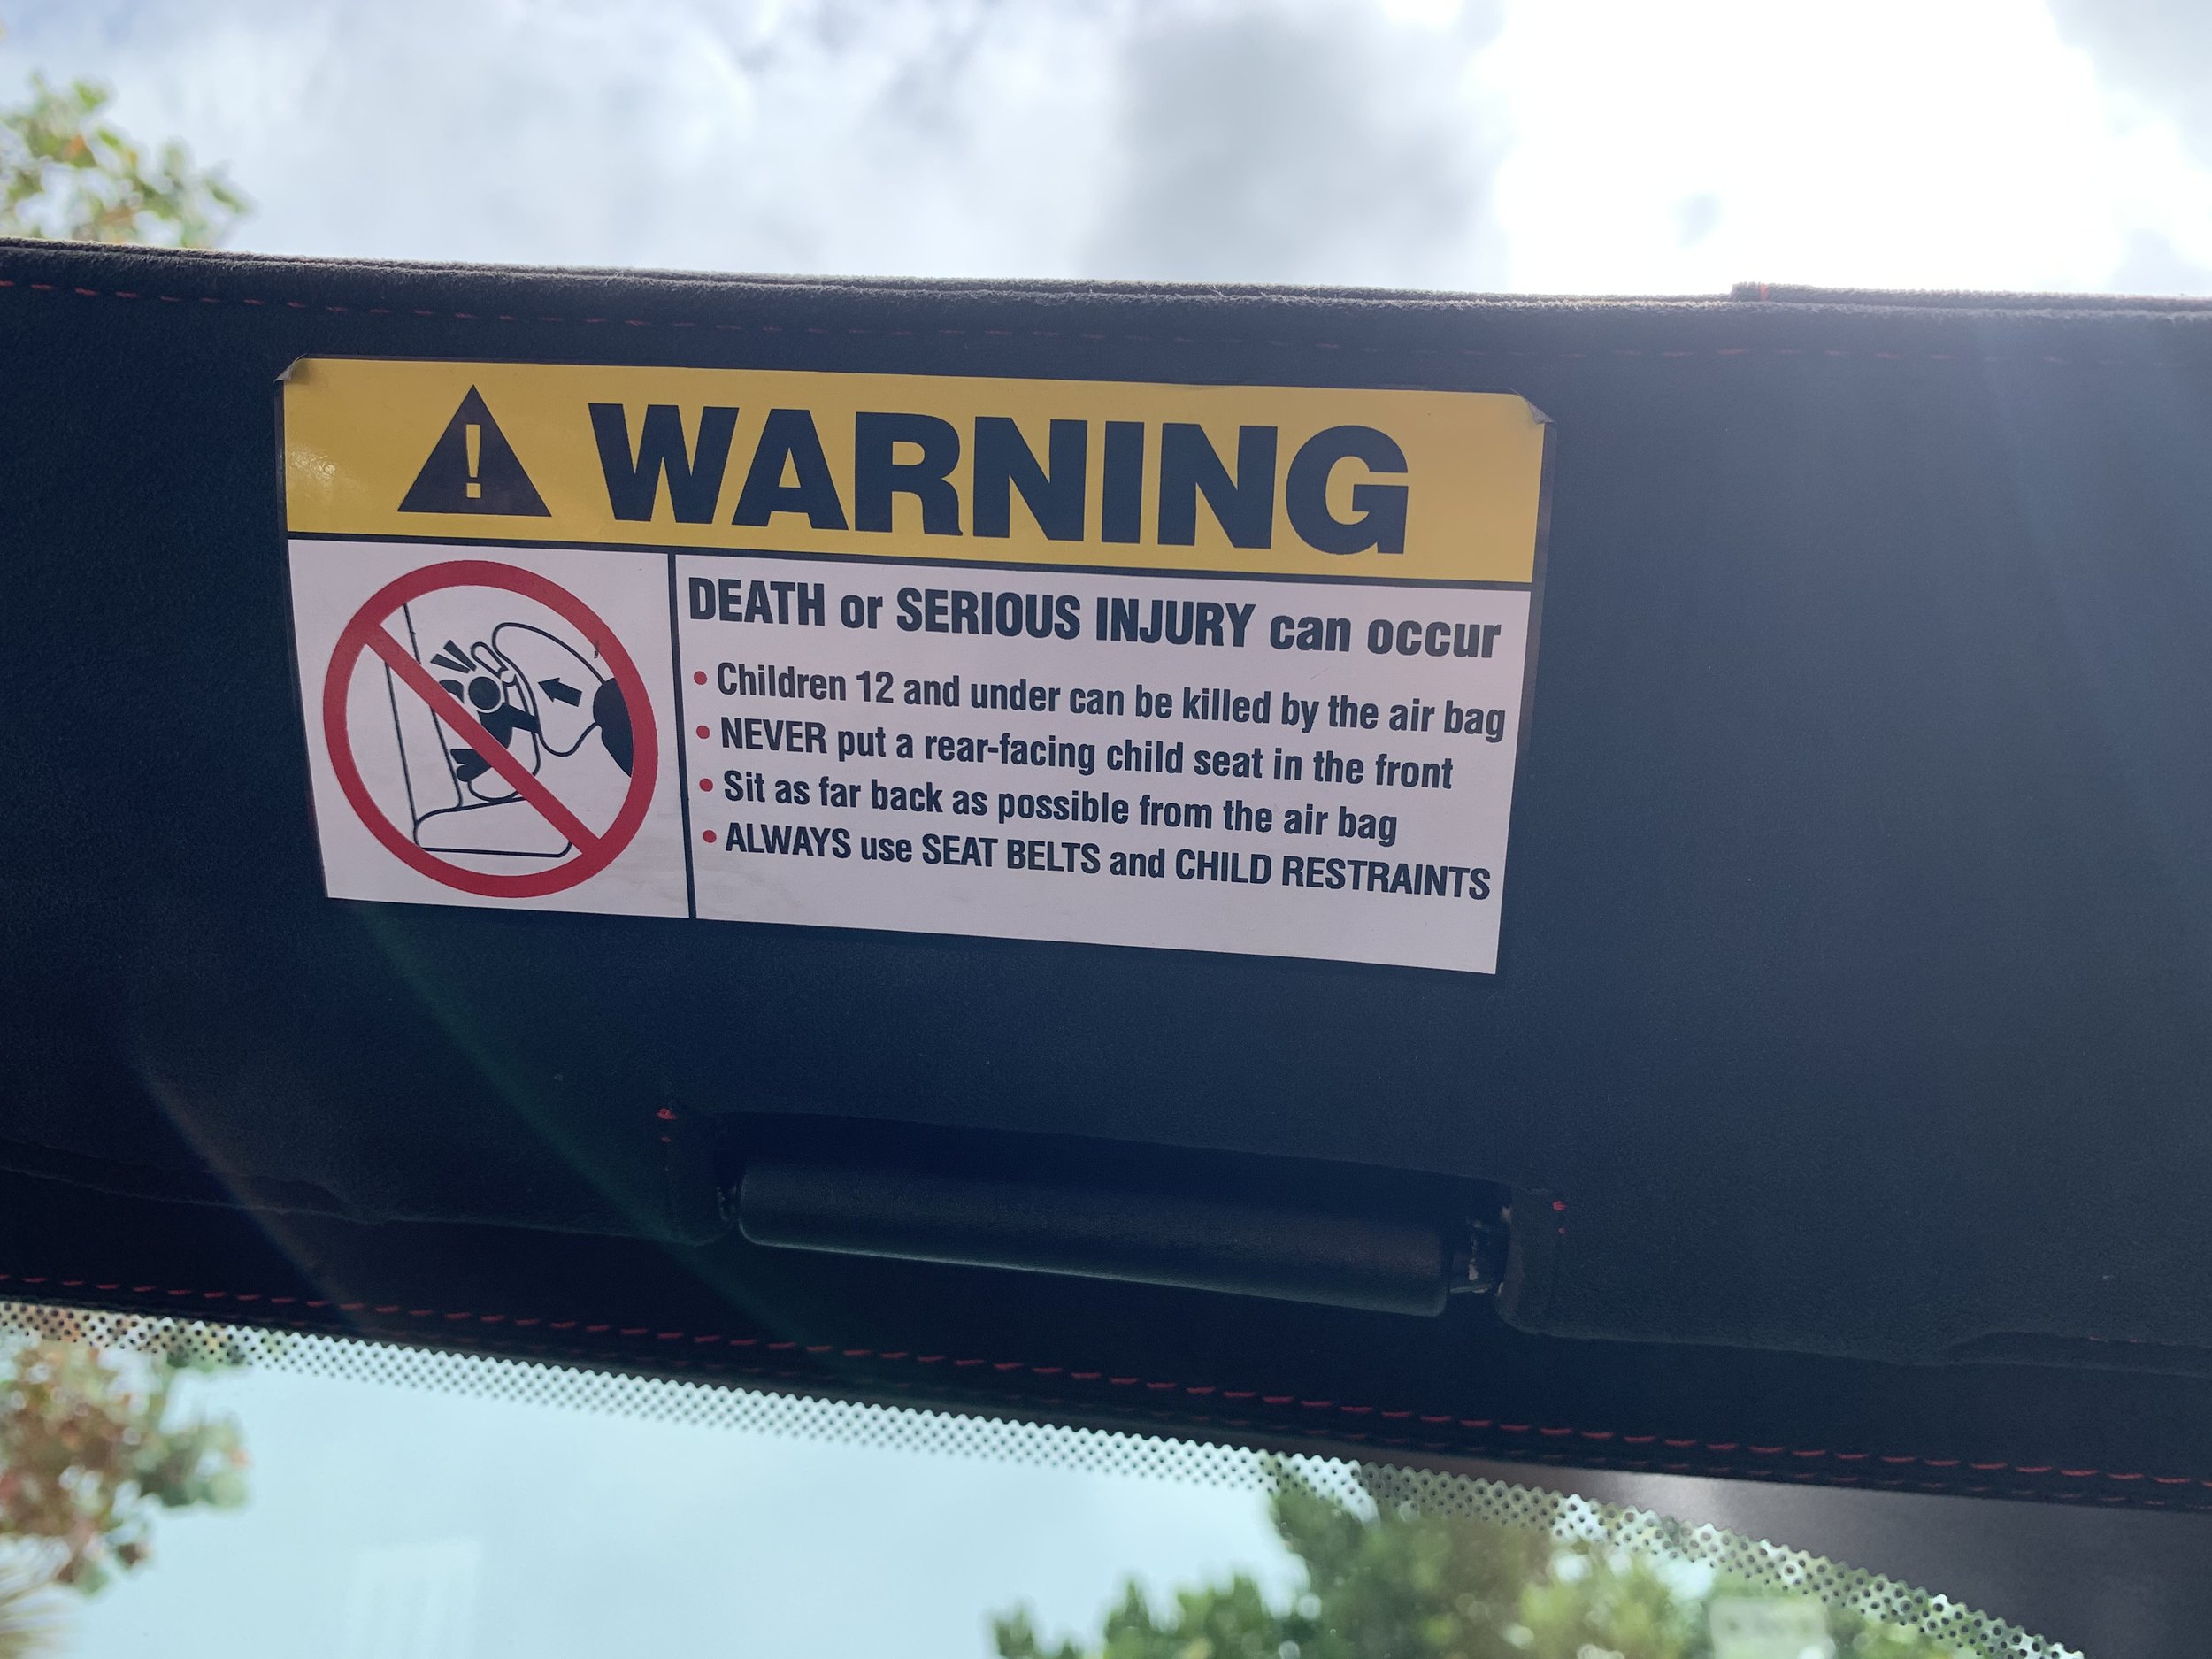 ! WARNING
DEATH or SERIOUS INJURY can occur
• Children 12 and under can be killed by the air bag
• NEVER put a rear-facing child seat in the front
• Sit as far back as possible from the air bag
• ALWAYS use SEAT BELTS and CHILD RESTRAINTS